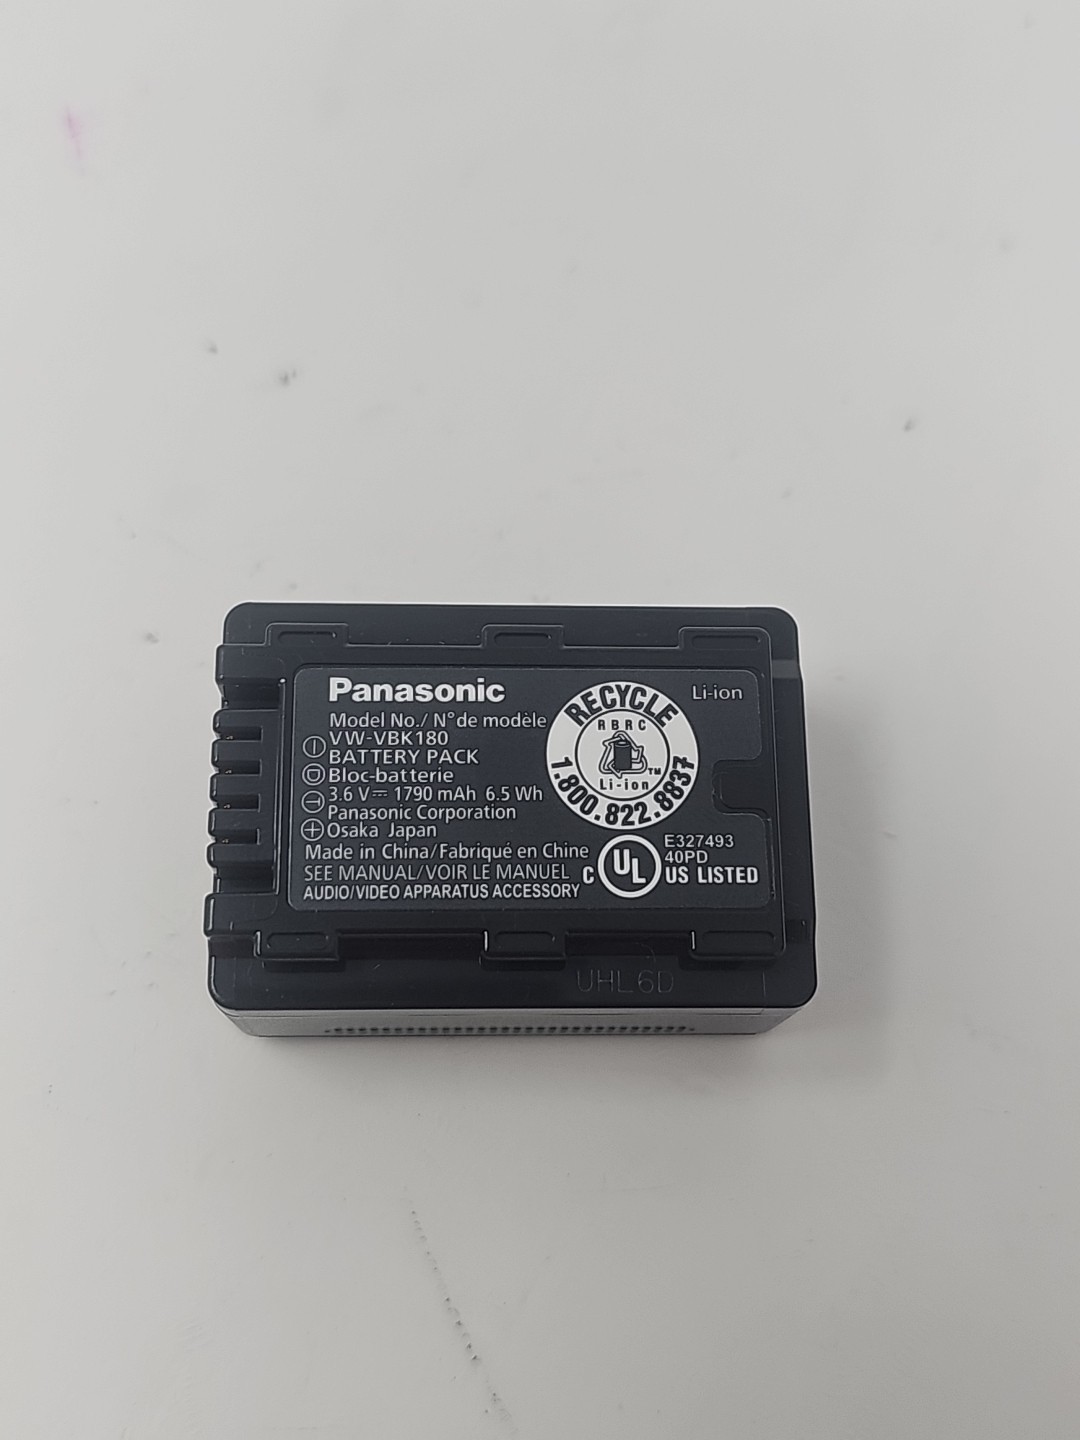 Panasonic
Li-ion
Model No./ N° de modèle
VW-VBK180
BATTERY PACK
Bloc-batterie
3.6 V⎓ 1790 mAh 6.5 Wh
Panasonic Corporation
Osaka Japan
Made in China/Fabriqué en Chine
SEE MANUAL/VOIR LE MANUEL
AUDIO/VIDEO APPARATUS ACCESSORY
RECYCLE
RBRC
TM
Li-ion
1.800.822.8837
C UL US LISTED
E327493
40PD
UHL6D